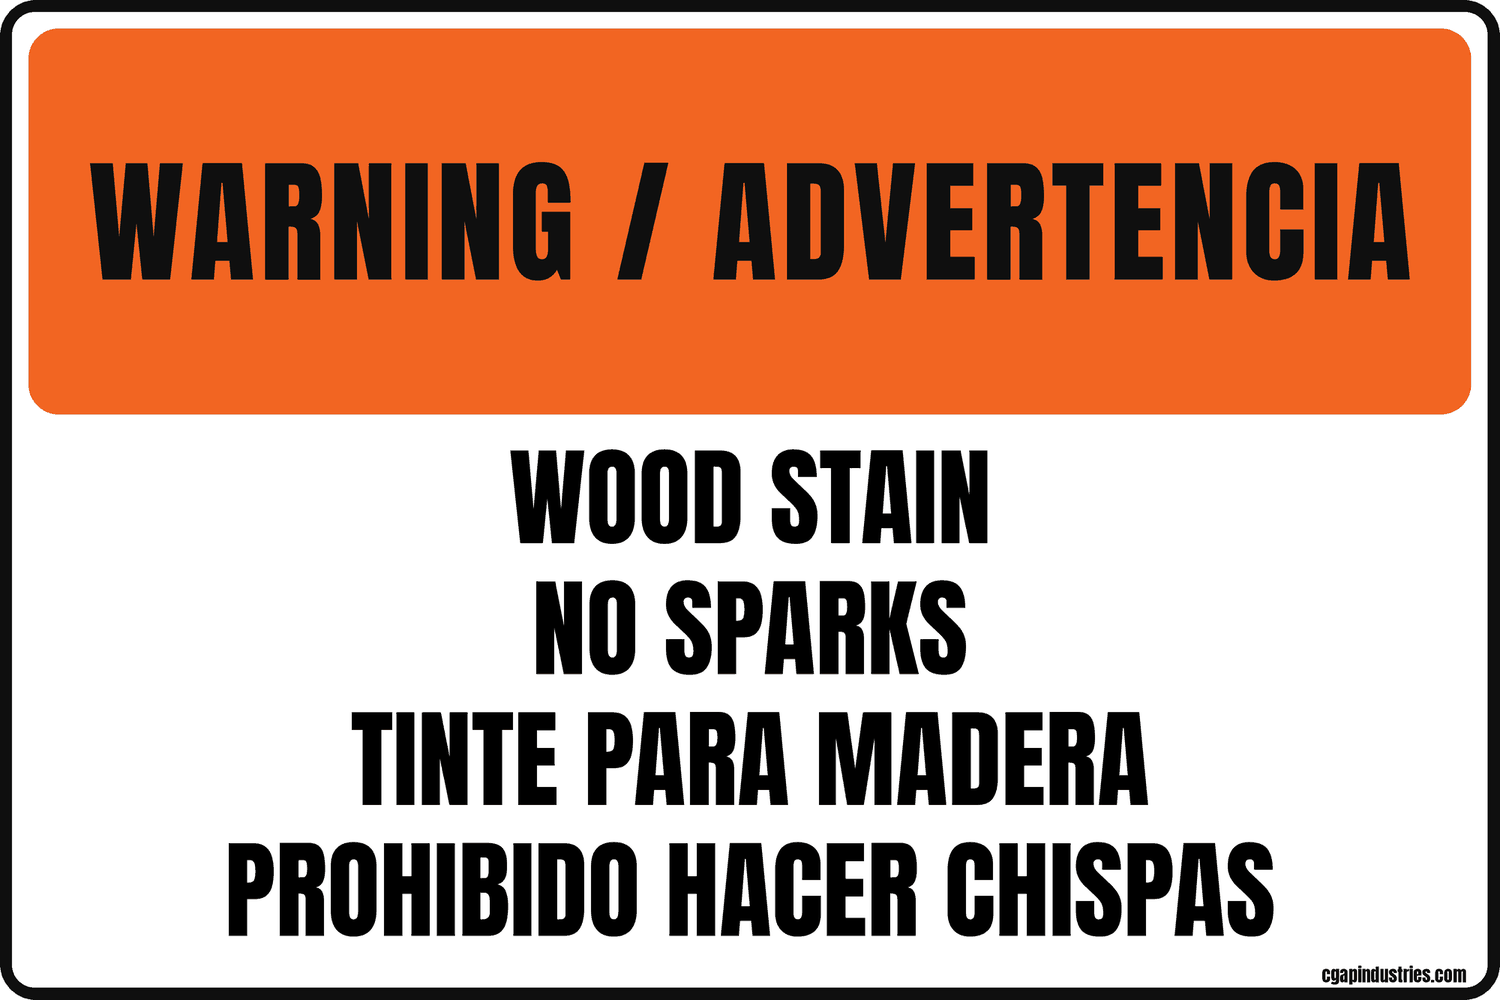 WARNING / ADVERTENCIA
WOOD STAIN
NO SPARKS
TINTE PARA MADERA
PROHIBIDO HACER CHISPAS
cgapindustries.com